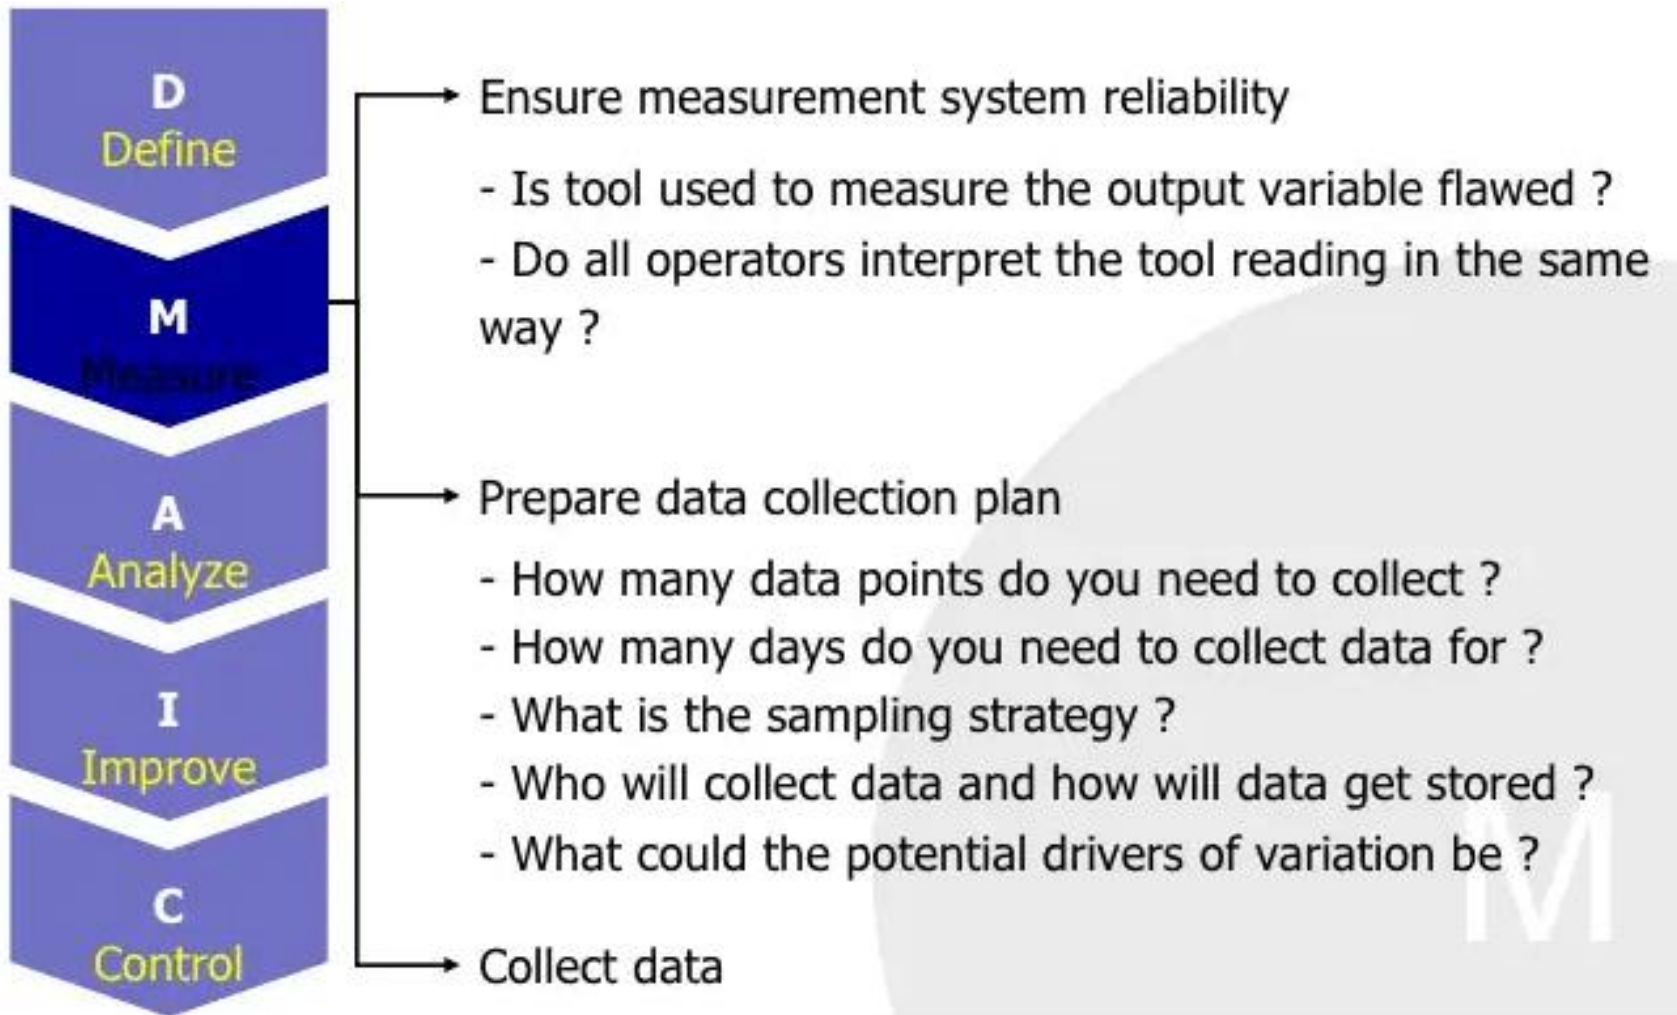 D
Define
M
Measure
A
Analyze
I
Improve
C
Control
Ensure measurement system reliability
- Is tool used to measure the output variable flawed ?
- Do all operators interpret the tool reading in the same
way ?
Prepare data collection plan
- How many data points do you need to collect ?
- How many days do you need to collect data for ?
- What is the sampling strategy ?
- Who will collect data and how will data get stored ?
- What could the potential drivers of variation be ?
Collect data
M